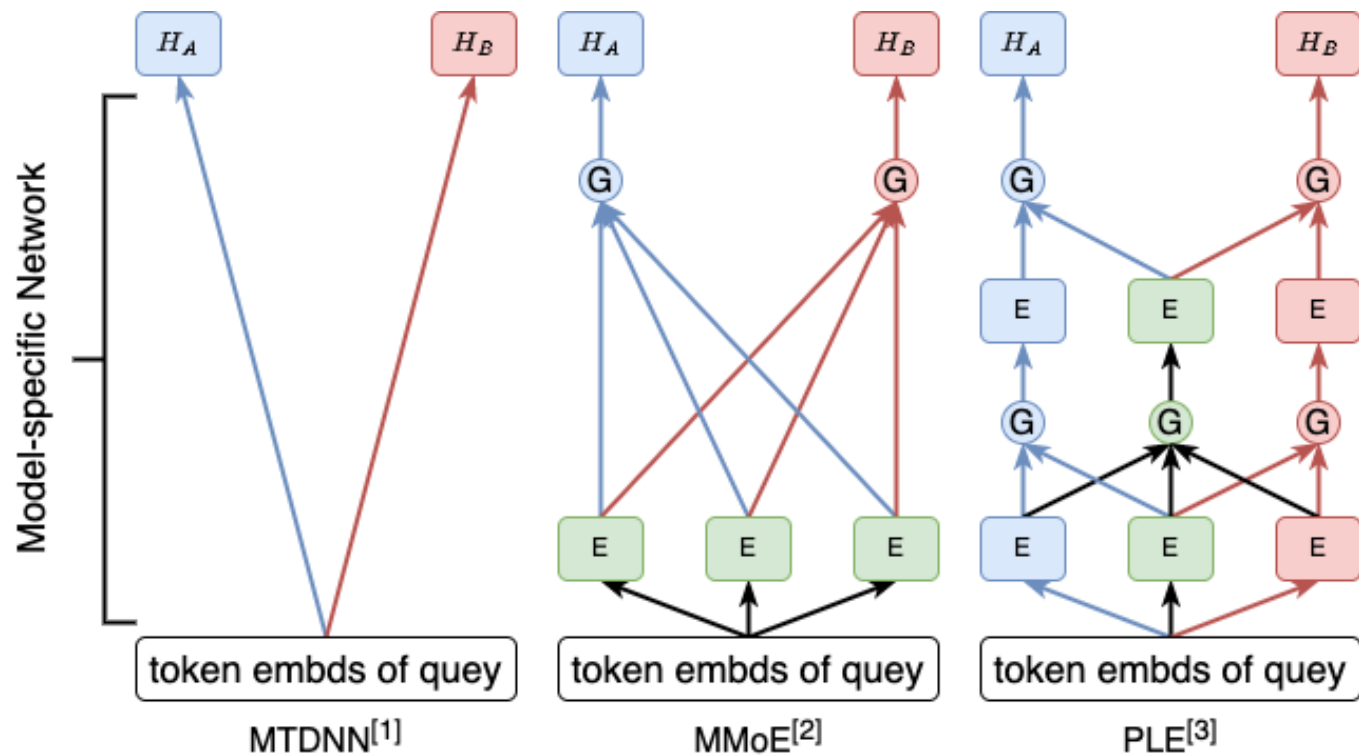 H_A H_B H_A H_B H_A H_B
G G G G
E E E
G G G
E E E E E E
Model-specific Network
token embds of quey token embds of quey token embds of quey
MTDNN[1] MMoE[2] PLE[3]